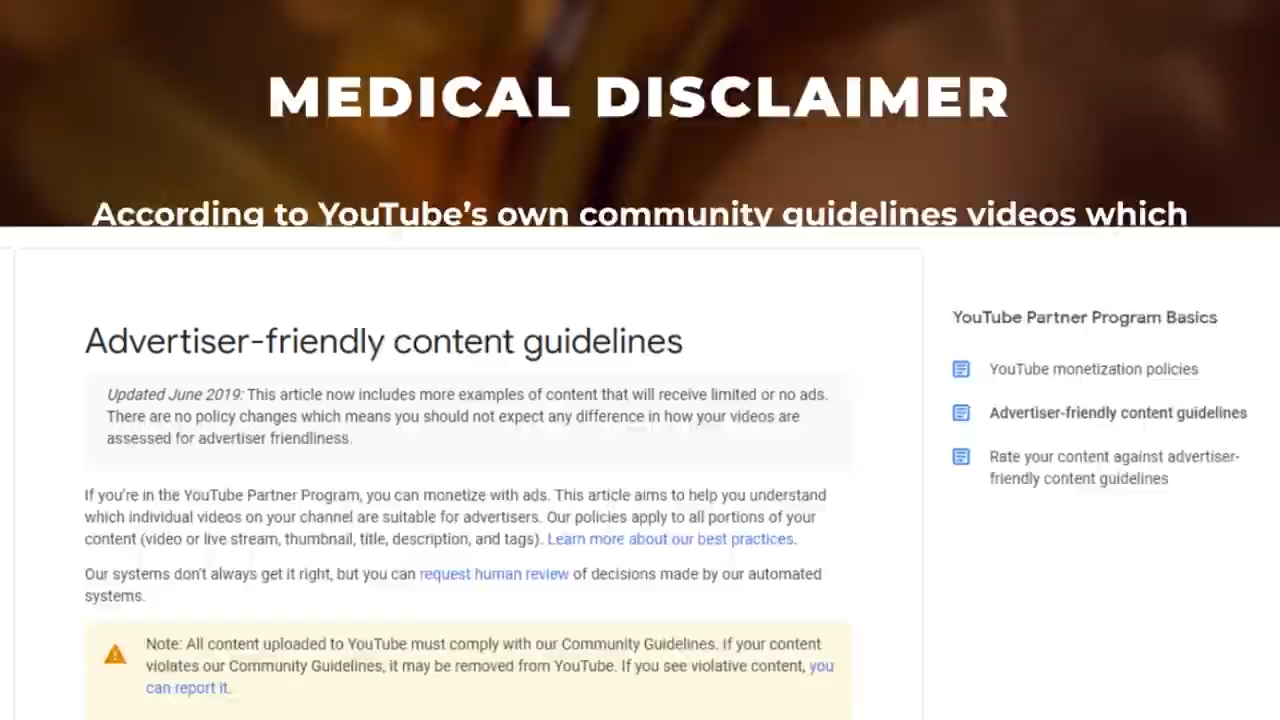 MEDICAL DISCLAIMER
According to YouTube's own community guidelines videos which
Advertiser-friendly content guidelines
Updated June 2019: This article now includes more examples of content that will receive limited or no ads.
There are no policy changes which means you should not expect any difference in how your videos are
assessed for advertiser friendliness.
If you're in the YouTube Partner Program, you can monetize with ads. This article aims to help you understand
which individual videos on your channel are suitable for advertisers. Our policies apply to all portions of your
content (video or live stream, thumbnail, title, description, and tags). Learn more about our best practices.
Our systems don't always get it right, but you can request human review of decisions made by our automated
systems.
Note: All content uploaded to YouTube must comply with our Community Guidelines. If your content
violates our Community Guidelines, it may be removed from YouTube. If you see violative content, you
can report it.
YouTube Partner Program Basics
YouTube monetization policies
Advertiser-friendly content guidelines
Rate your content against advertiser-
friendly content guidelines